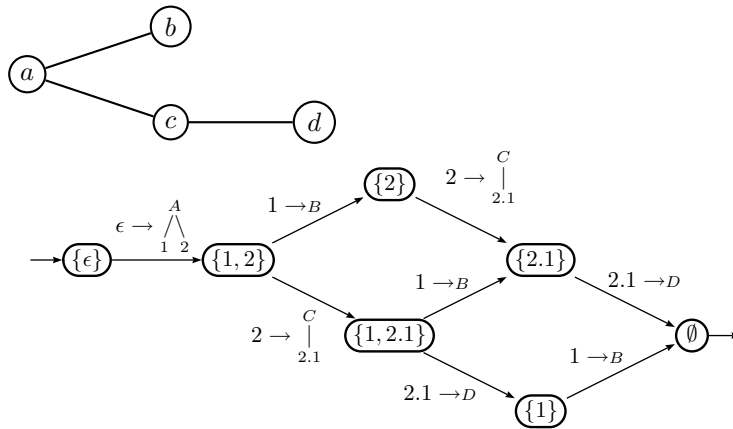 b
a
c
d
{2}
C
2 → |
2.1
A
ϵ → /\
1 2
1 → B
{ϵ}
{1, 2}
{2.1}
1 → B
2.1 → D
C
2 → |
2.1
{1, 2.1}
∅
1 → B
2.1 → D
{1}